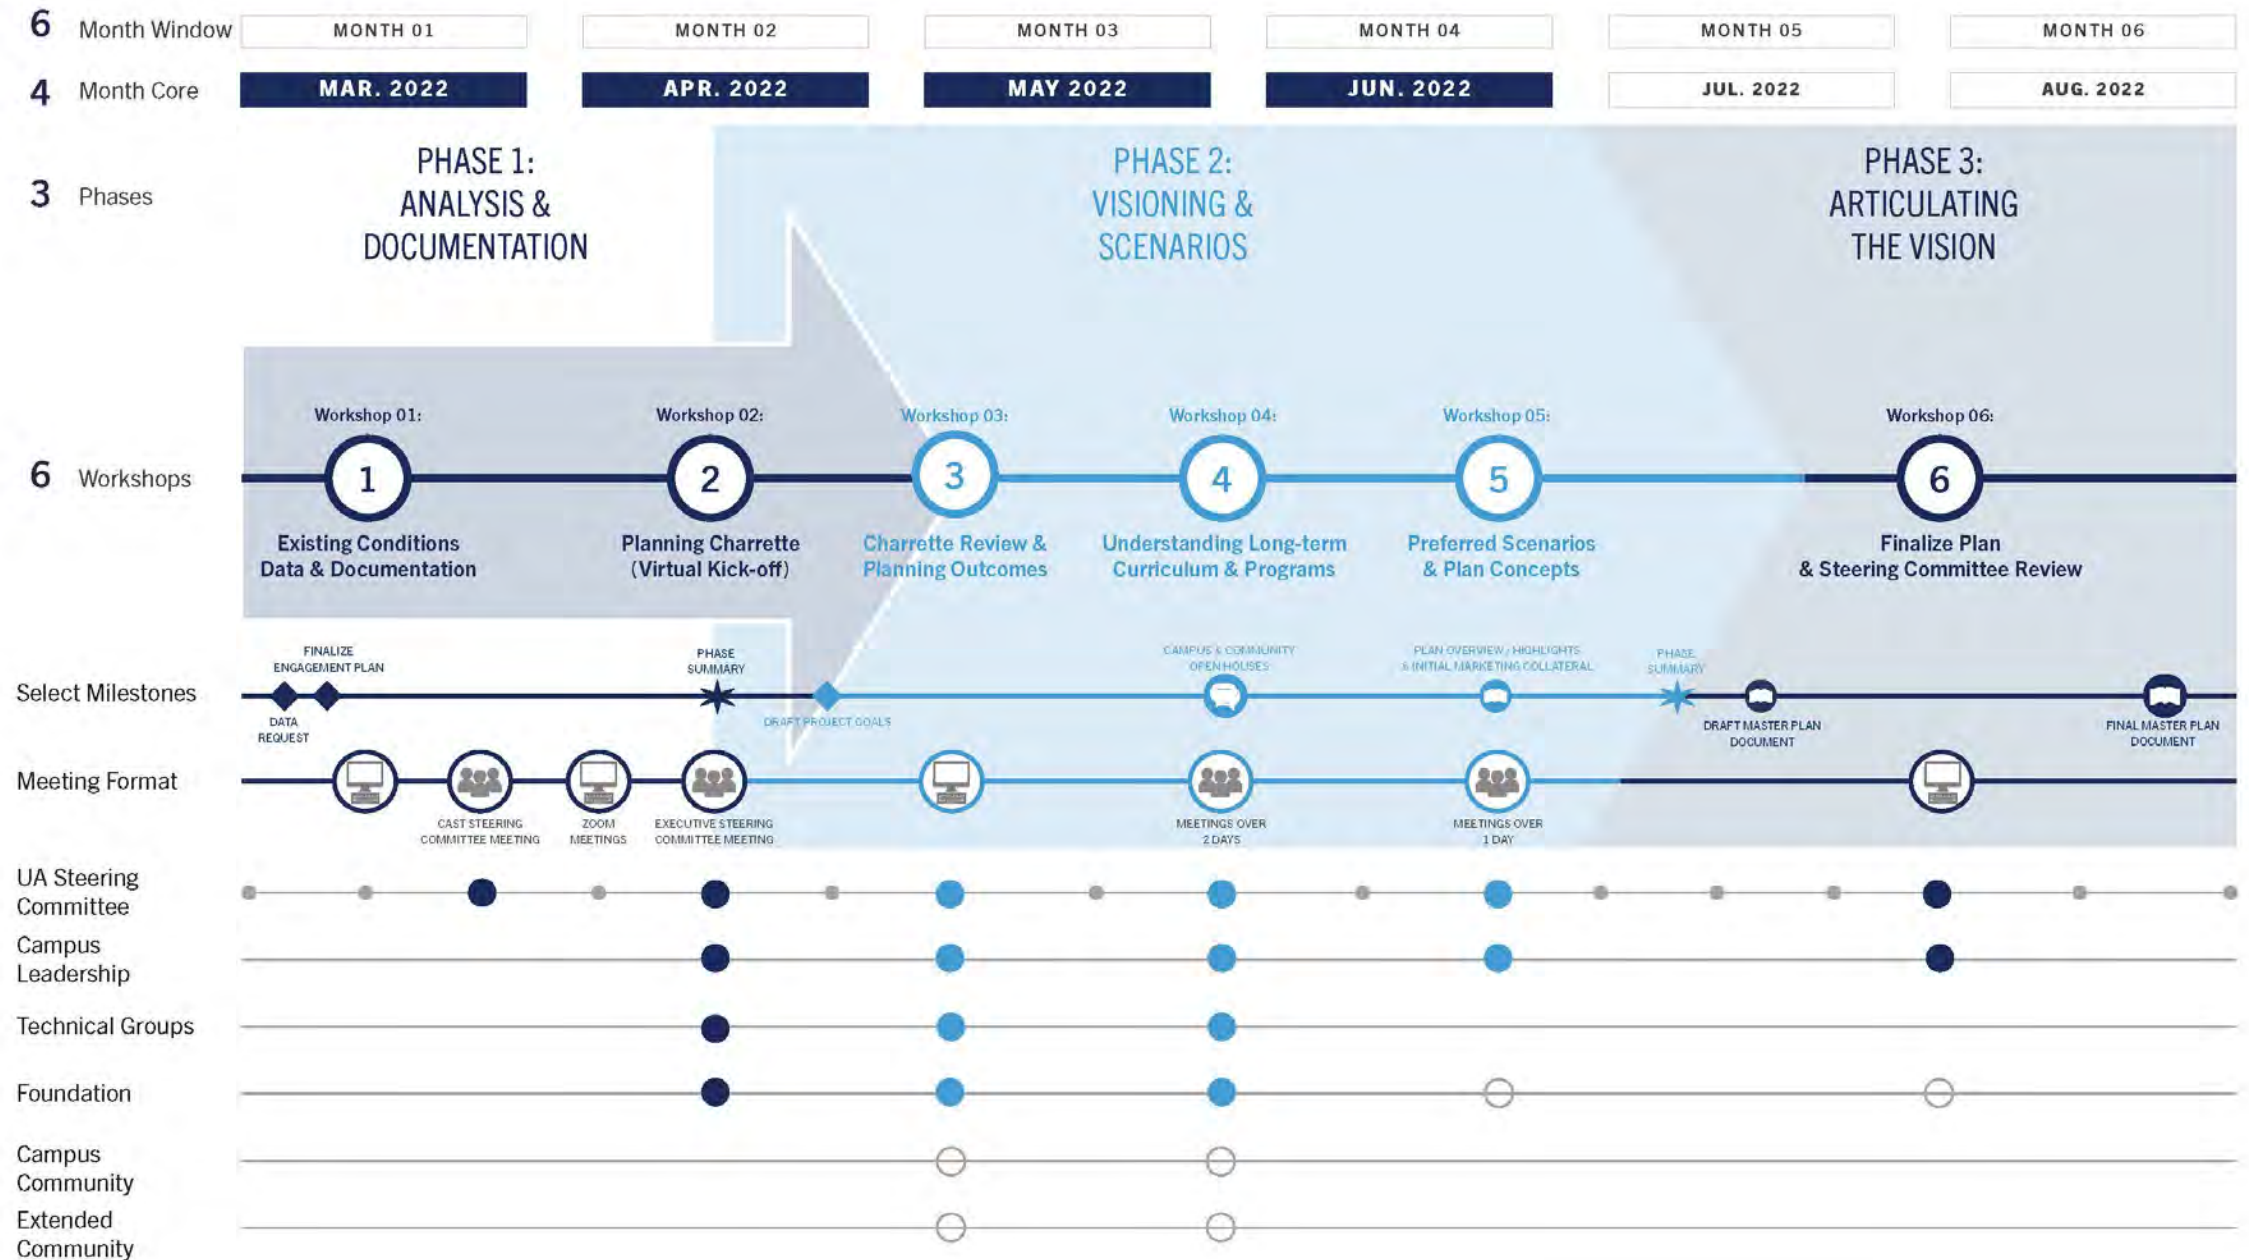 6 Month Window MONTH 01 MONTH 02 MONTH 03 MONTH 04 MONTH 05 MONTH 06
4 Month Core MAR. 2022 APR. 2022 MAY 2022 JUN. 2022 JUL. 2022 AUG. 2022
3 Phases
PHASE 1:
ANALYSIS &
DOCUMENTATION
PHASE 2:
VISIONING &
SCENARIOS
PHASE 3:
ARTICULATING
THE VISION
6 Workshops
Workshop 01:
1
Existing Conditions
Data & Documentation
Workshop 02:
2
Planning Charrette
(Virtual Kick-off)
Workshop 03:
3
Charrette Review &
Planning Outcomes
Workshop 04:
4
Understanding Long-term
Curriculum & Programs
Workshop 05:
5
Preferred Scenarios
& Plan Concepts
Workshop 06:
6
Finalize Plan
& Steering Committee Review
Select Milestones
DATA
REQUEST
FINALIZE
ENGAGEMENT PLAN
PHASE
SUMMARY
DRAFT PROJECT GOALS
CAMPUS & COMMUNITY
OPEN HOUSES
PLAN OVERVIEW / HIGHLIGHTS
& INITIAL MARKETING COLLATERAL
PHASE
SUMMARY
DRAFT MASTER PLAN
DOCUMENT
FINAL MASTER PLAN
DOCUMENT
Meeting Format
CAST STEERING
COMMITTEE MEETING
ZOOM
MEETINGS
EXECUTIVE STEERING
COMMITTEE MEETING
MEETINGS OVER
2 DAYS
MEETINGS OVER
1 DAY
UA Steering
Committee
Campus
Leadership
Technical Groups
Foundation
Campus
Community
Extended
Community